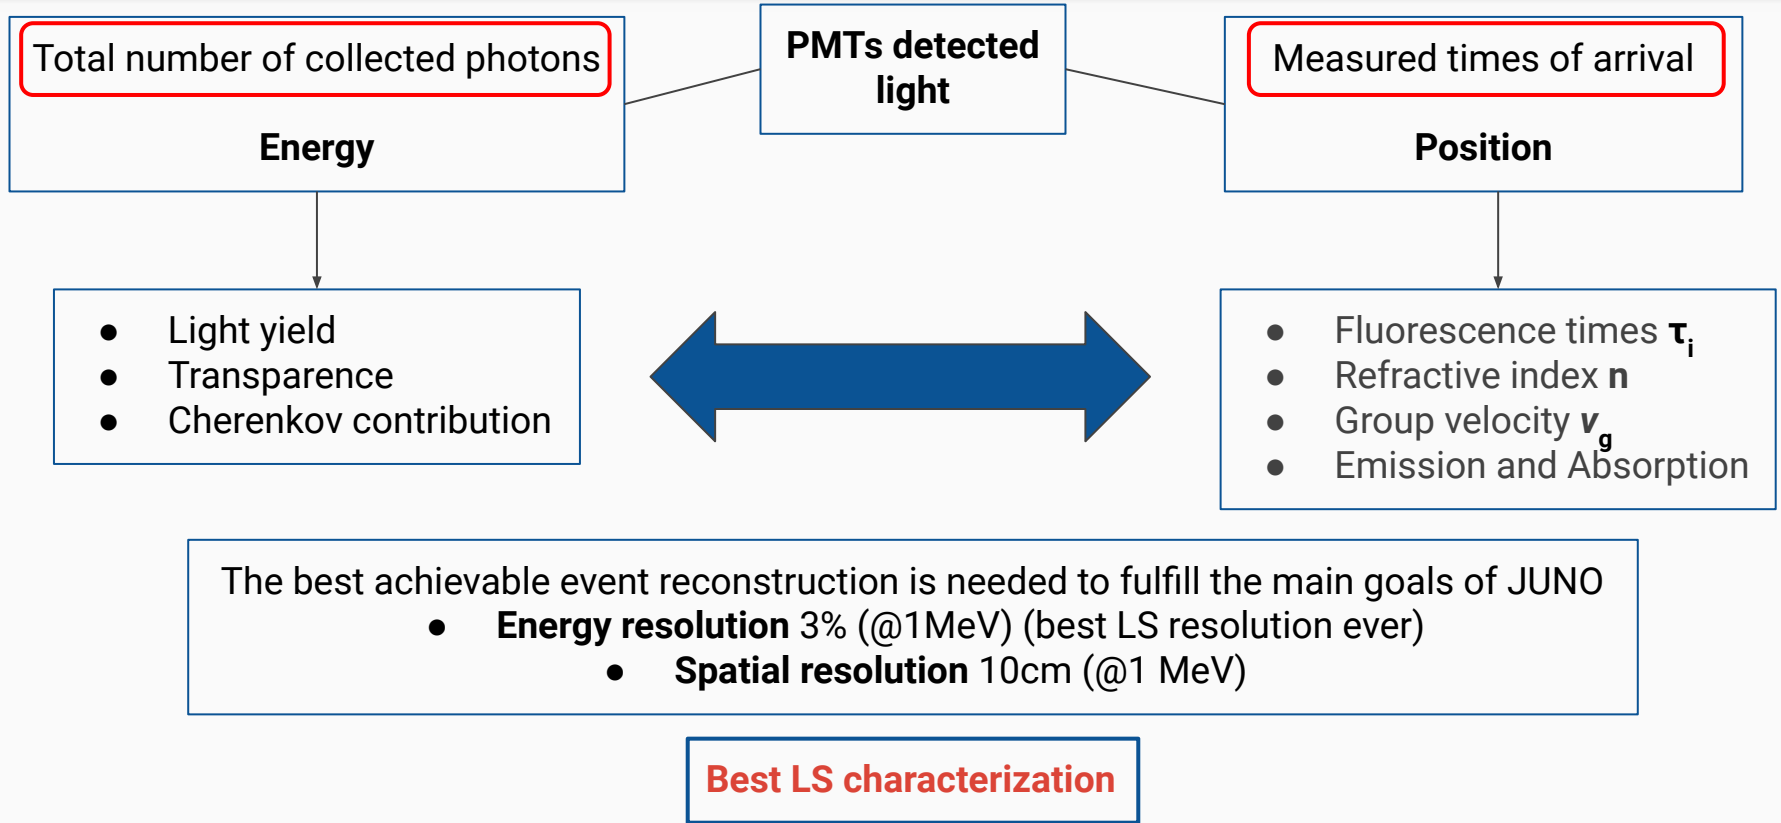 Total number of collected photons
Energy
PMTs detected
light
Measured times of arrival
Position
● Light yield
● Transparence
● Cherenkov contribution
● Fluorescence times τi
● Refractive index n
● Group velocity vg
● Emission and Absorption
The best achievable event reconstruction is needed to fulfill the main goals of JUNO
● Energy resolution 3% (@1MeV) (best LS resolution ever)
● Spatial resolution 10cm (@1 MeV)
Best LS characterization